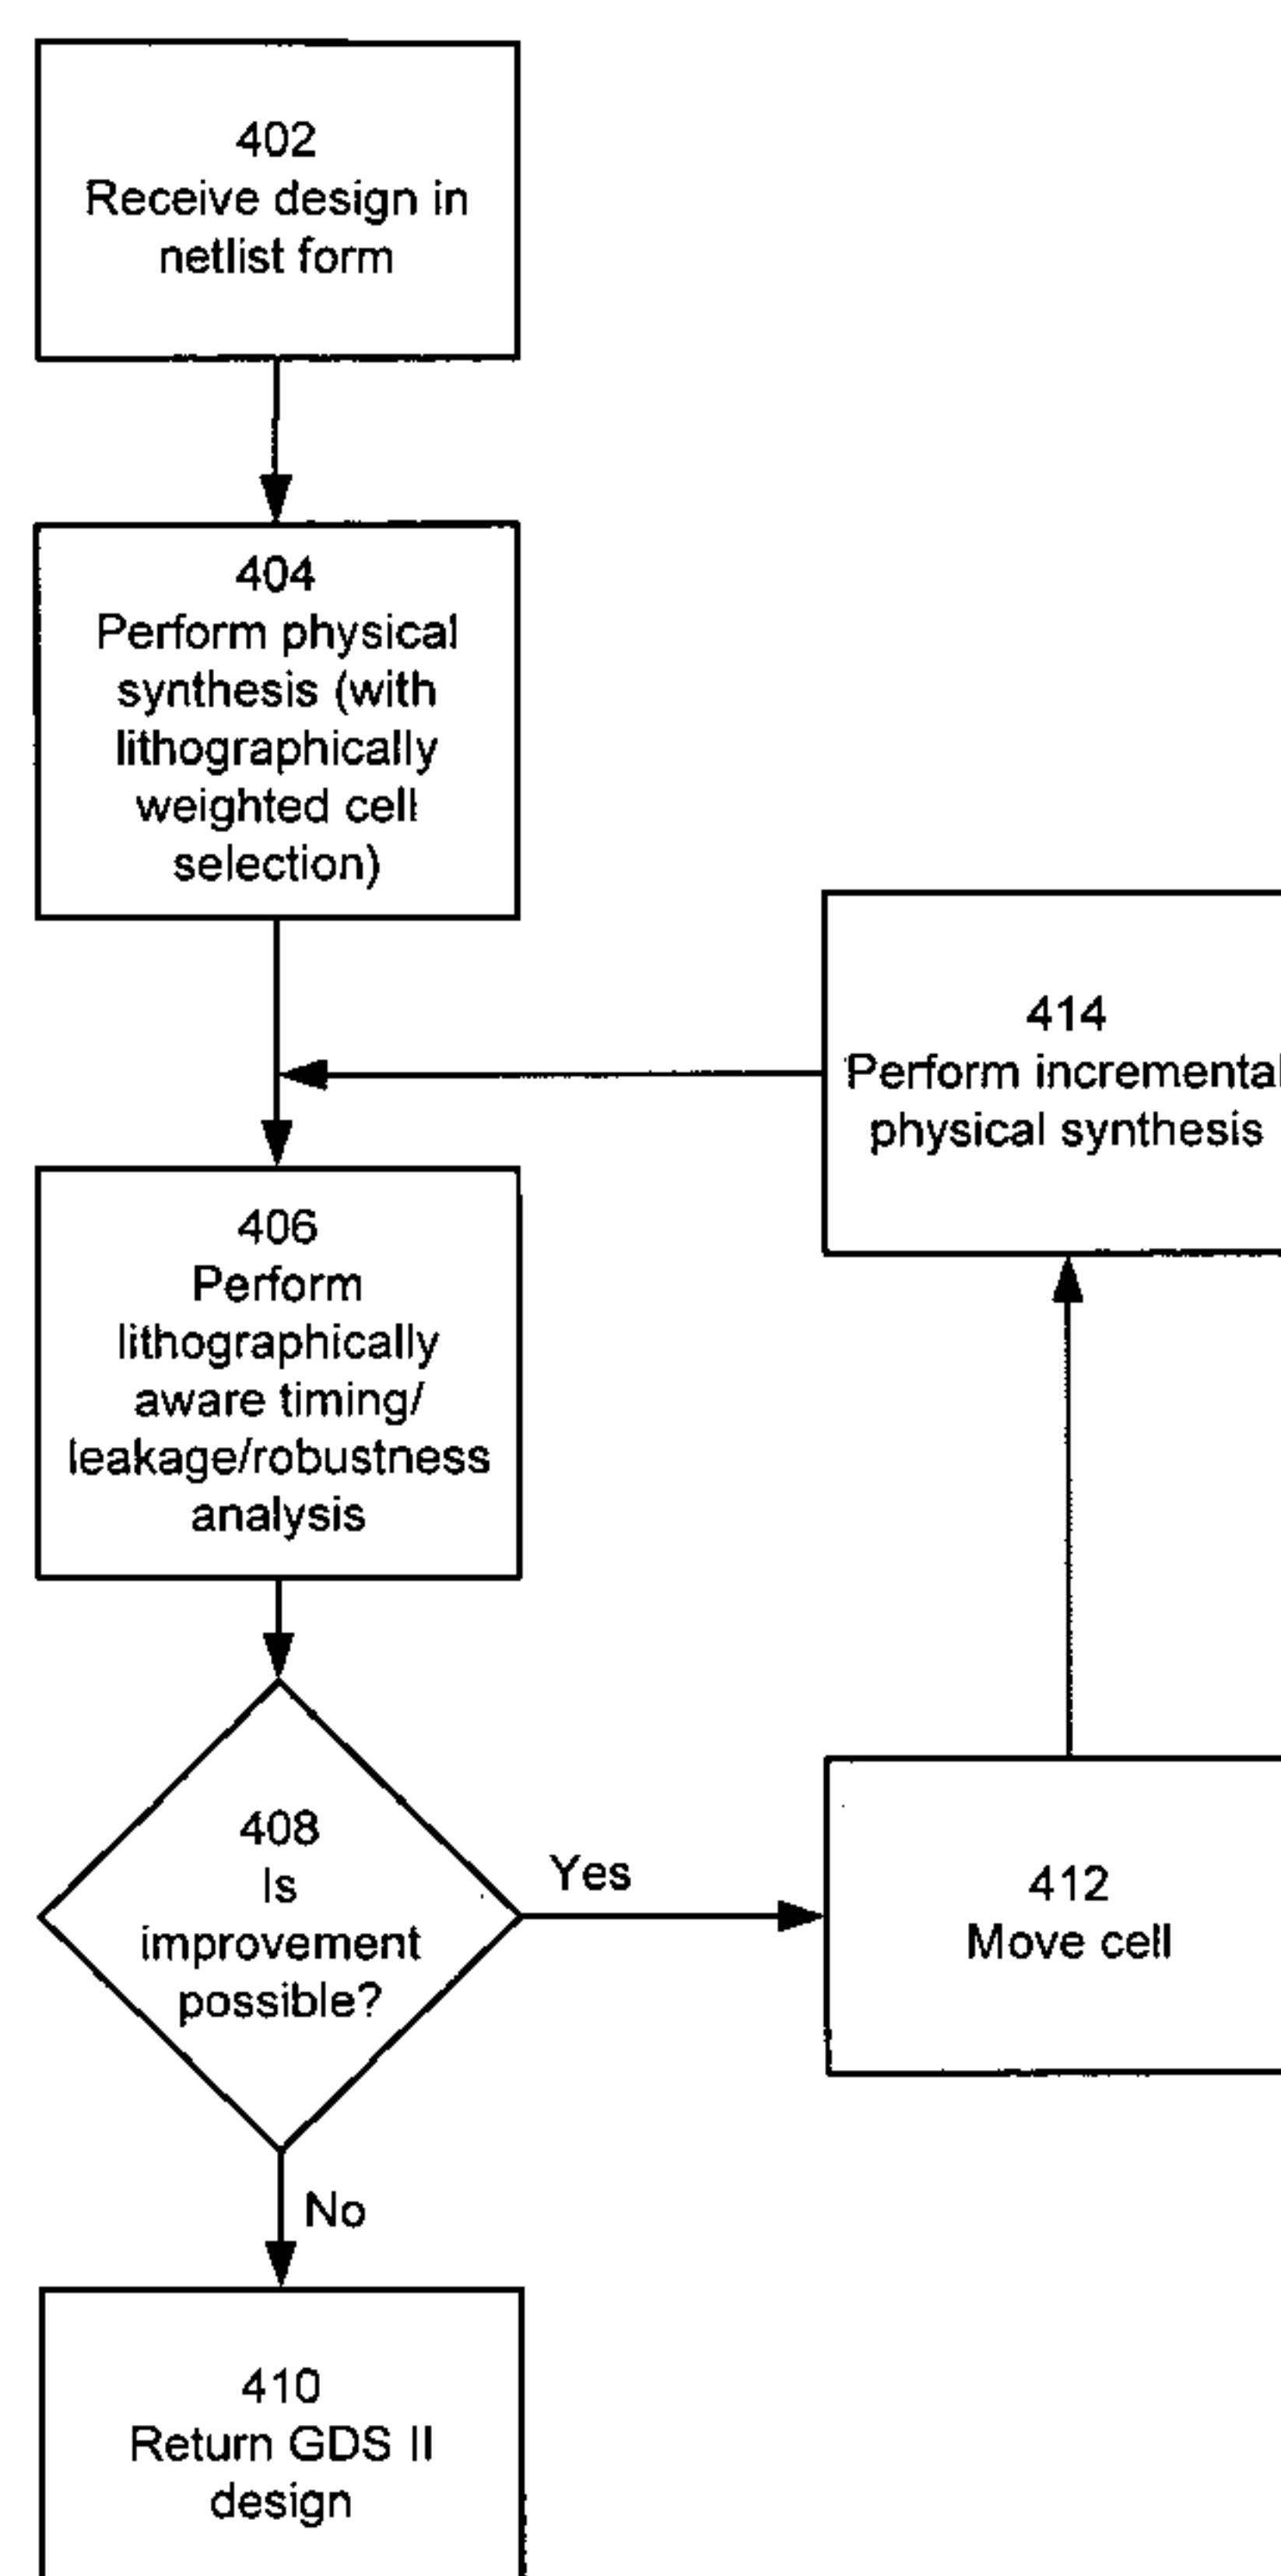 402
Receive design in
netlist form
404
Perform physical
synthesis (with
lithographically
weighted cell
selection)
414
Perform incremental
physical synthesis
406
Perform
lithographically
aware timing/
leakage/robustness
analysis
408
Is
improvement
possible?
Yes
412
Move cell
No
410
Return GDS II
design